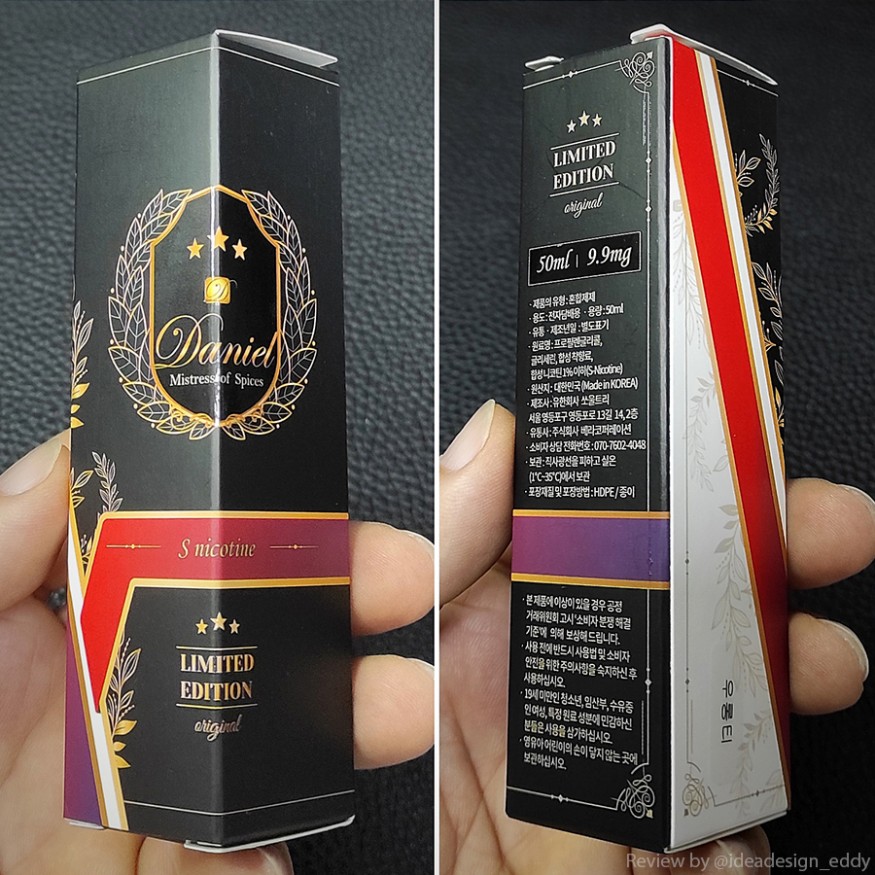 Daniel
Mistress of Spices
S nicotine
LIMITED
EDITION
original
LIMITED
EDITION
original
50ml | 9.9mg
· 제품의 유형 : 혼합제제
· 용도 : 전자담배용 · 용량 : 50ml
· 유통 · 제조년일 : 별도표기
· 원료명 : 프로필렌글리콜,
글리세린, 합성 착향료,
합성 니코틴 1% 이하(S-Nicotine)
· 원산지 : 대한민국 (Made in KOREA)
· 제조사 : 유한회사 쏘울트리
서울 영등포구 영등포로 13길 14, 2층
· 유통사 : 주식회사 베라코퍼레이션
· 소비자 상담 전화번호 : 070-7602-4048
· 보관 : 직사광선을 피하고 실온
(1℃~35℃)에서 보관
· 포장재질 및 포장방법 : HDPE / 종이
· 본 제품에 이상이 있을 경우 공정
거래위원회 고시 '소비자 분쟁 해결
기준'에 의해 보상해 드립니다.
· 사용 전에 반드시 사용법 및 소비자
안전을 위한 주의사항을 숙지하신 후
사용하십시오.
· 19세 미만인 청소년, 임산부, 수유중
인 여성, 특정 원료 성분에 민감하신
분들은 사용을 삼가하십시오.
· 영유아 어린이의 손이 닿지 않는 곳에
보관하십시오.
우롱티
Review by @ideadesign_eddy